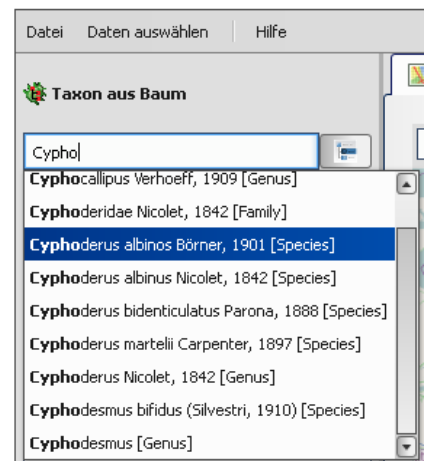 Datei Daten auswählen Hilfe
Taxon aus Baum
Cypho
Cyphocallipus Verhoeff, 1909 [Genus]
Cyphoderidae Nicolet, 1842 [Family]
Cyphoderus albinos Börner, 1901 [Species]
Cyphoderus albinus Nicolet, 1842 [Species]
Cyphoderus bidenticulatus Parona, 1888 [Species]
Cyphoderus martelii Carpenter, 1897 [Species]
Cyphoderus Nicolet, 1842 [Genus]
Cyphodesmus bifidus (Silvestri, 1910) [Species]
Cyphodesmus [Genus]